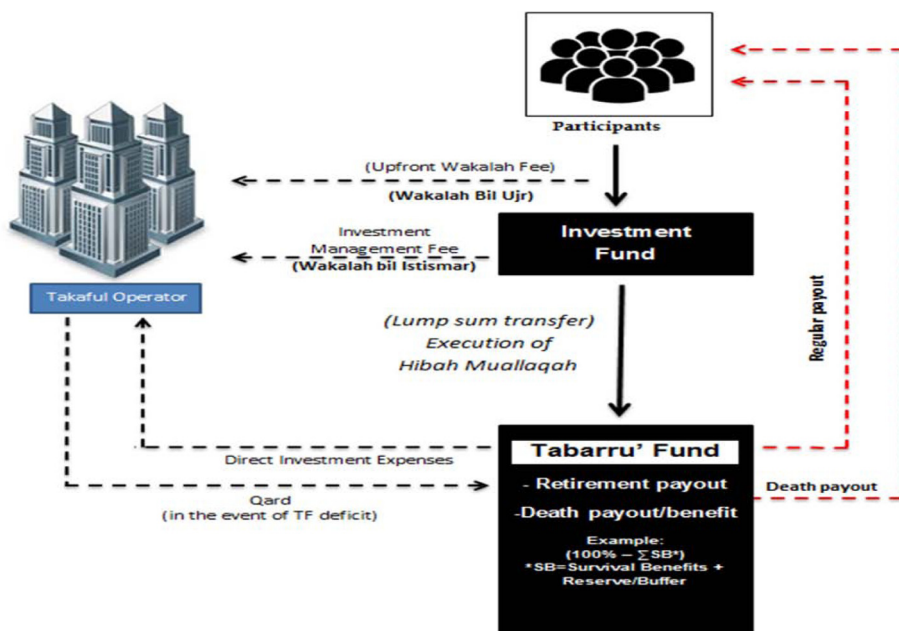 Participants
(Upfront Wakalah Fee)
(Wakalah Bil Ujr)
Investment
Management Fee
(Wakalah bil Istismar)
Investment
Fund
Takaful Operator
(Lump sum transfer)
Execution of
Hibah Muallaqah
Regular payout
Direct Investment Expenses
Qard
(in the event of TF deficit)
Tabarru’ Fund
- Retirement payout
-Death payout/benefit
Example:
(100% – ∑SB*)
*SB=Survival Benefits +
Reserve/Buffer
Death payout